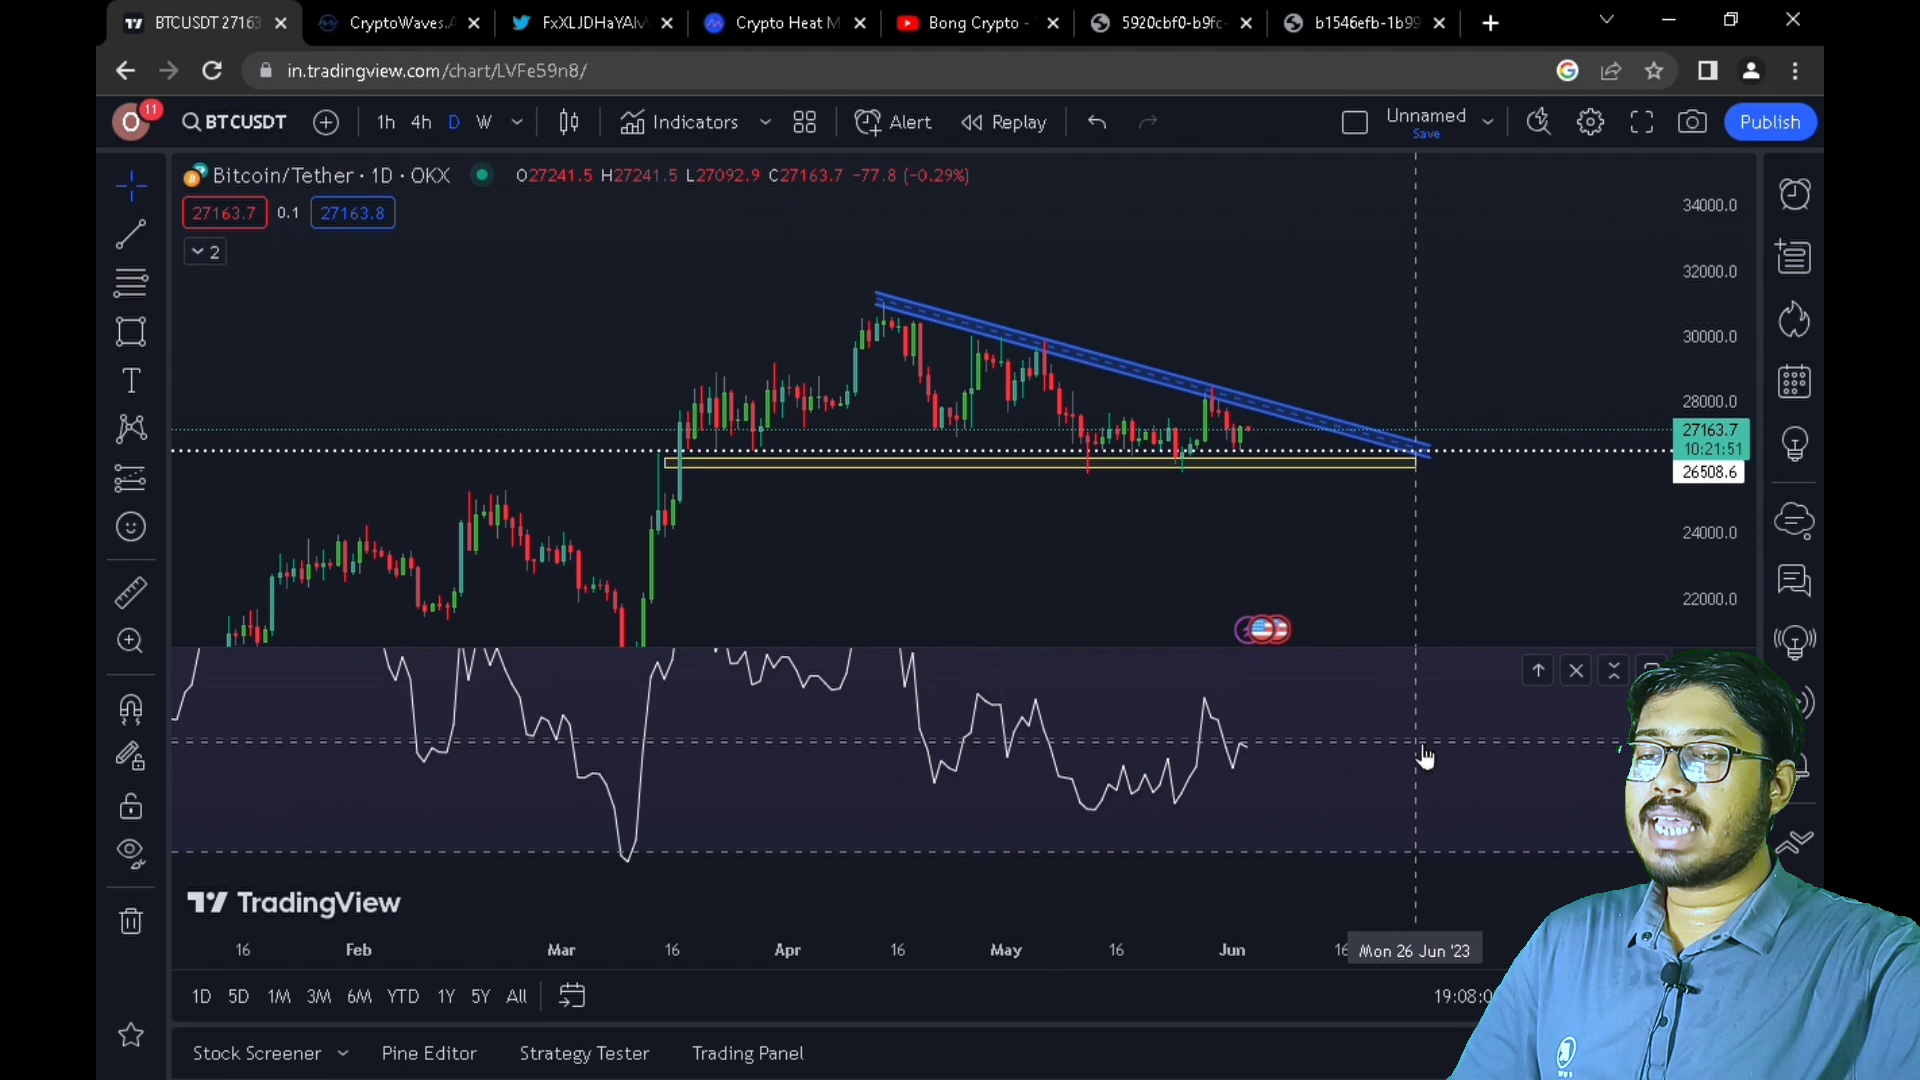 BTCUSDT 27163
CryptoWaves.
FxXLJDHaYAIv
Crypto Heat M
Bong Crypto -
5920cbf0-b9fc-
b1546efb-1b99
in.tradingview.com/chart/LVFe59n8/
O 11
BTCUSDT
1h 4h D W
Indicators
Alert
Replay
Unnamed
Save
Publish
Bitcoin/Tether · 1D · OKX
O27241.5 H27241.5 L27092.9 C27163.7 -77.8 (-0.29%)
27163.7 0.1 27163.8
2
34000.0
32000.0
30000.0
28000.0
27163.7
10:21:51
26508.6
24000.0
22000.0
TradingView
16 Feb Mar 16 Apr 16 May 16 Jun 16 Mon 26 Jun '23
1D 5D 1M 3M 6M YTD 1Y 5Y All
19:08:0
Stock Screener Pine Editor Strategy Tester Trading Panel